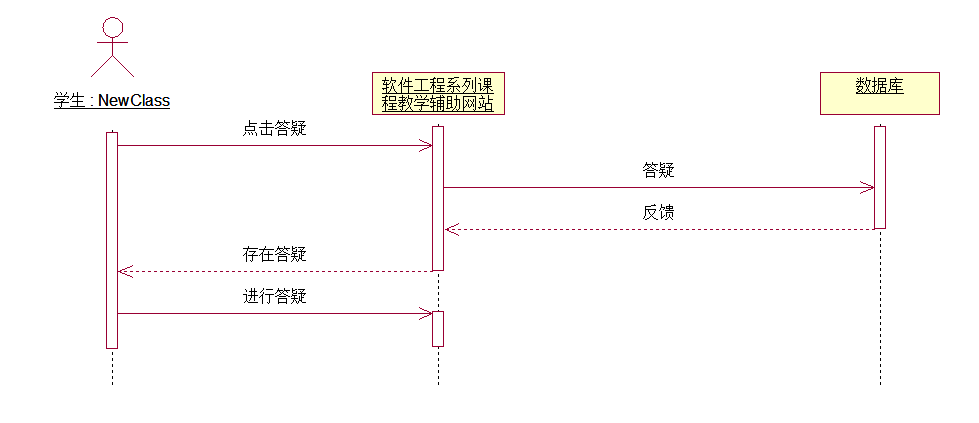 学生 : NewClass
软件工程系列课
程教学辅助网站
数据库
点击答疑
答疑
反馈
存在答疑
进行答疑